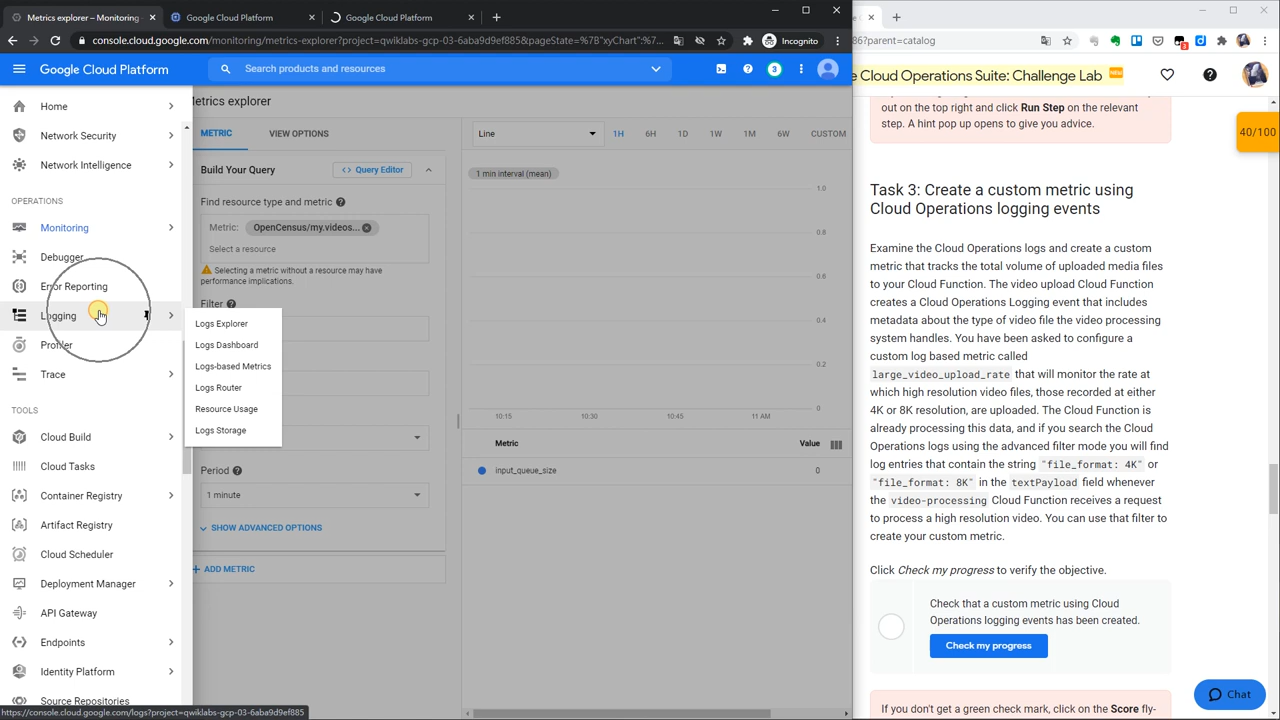 Metrics explorer - Monitoring -
Google Cloud Platform
Google Cloud Platform
console.cloud.google.com/monitoring/metrics-explorer?project=qwiklabs-gcp-03-6aba9d9ef885&pageState=%7B"xyChart":%7...
Incognito
86?parent=catalog
3
Google Cloud Platform
Search products and resources
3
e Cloud Operations Suite: Challenge Lab
Home
Network Security
Network Intelligence
OPERATIONS
Monitoring
Debugger
Error Reporting
Logging
Profiler
Trace
TOOLS
Cloud Build
Cloud Tasks
Container Registry
Artifact Registry
Cloud Scheduler
Deployment Manager
API Gateway
Endpoints
Identity Platform
Source Repositories
https://console.cloud.google.com/logs?project=qwiklabs-gcp-03-6aba9d9ef885
Logs Explorer
Logs Dashboard
Logs-based Metrics
Logs Router
Resource Usage
Logs Storage
Metrics explorer
METRIC
VIEW OPTIONS
Build Your Query
Query Editor
Find resource type and metric
Metric: OpenCensus/my.videos...
Select a resource
Selecting a metric without a resource may have
performance implications.
Filter
Period
1 minute
SHOW ADVANCED OPTIONS
ADD METRIC
Line
1H 6H 1D 1W 1M 6W CUSTOM
1 min interval (mean)
1.0
0.8
0.6
0.4
0.2
0
10:15 10:30 10:45 11 AM
Metric Value
input_queue_size 0
out on the top right and click Run Step on the relevant
step. A hint pop up opens to give you advice.
40/100
Task 3: Create a custom metric using
Cloud Operations logging events
Examine the Cloud Operations logs and create a custom
metric that tracks the total volume of uploaded media files
to your Cloud Function. The video upload Cloud Function
creates a Cloud Operations Logging event that includes
metadata about the type of video file the video processing
system handles. You have been asked to configure a
custom log based metric called
large_video_upload_rate that will monitor the rate at
which high resolution video files, those recorded at either
4K or 8K resolution, are uploaded. The Cloud Function is
already processing this data, and if you search the Cloud
Operations logs using the advanced filter mode you will find
log entries that contain the string "file_format: 4K" or
"file_format: 8K" in the textPayload field whenever
the video-processing Cloud Function receives a request
to process a high resolution video. You can use that filter to
create your custom metric.
Click Check my progress to verify the objective.
Check that a custom metric using Cloud
Operations logging events has been created.
Check my progress
If you don't get a green check mark, click on the Score fly-
Chat